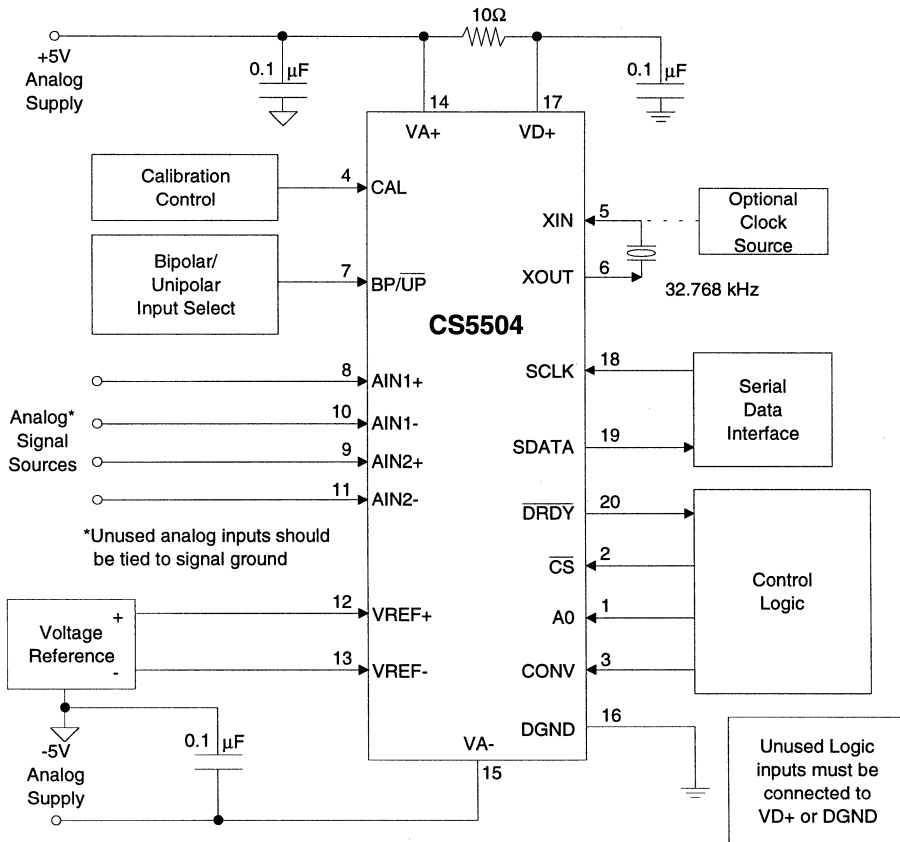 10Ω
+5V
Analog
Supply
0.1 µF
0.1 µF
14
17
VA+
VD+
Calibration
Control
4
CAL
Optional
Clock
Source
5
XIN
Bipolar/
Unipolar
Input Select
7
BP/U̅P̅
6
XOUT
32.768 kHz
CS5504
8
AIN1+
18
SCLK
Serial
Data
Interface
Analog*
Signal
Sources
10
AIN1-
9
AIN2+
19
SDATA
11
AIN2-
*Unused analog inputs should
be tied to signal ground
20
D̅R̅D̅Y̅
2
C̅S̅
Control
Logic
1
A0
3
CONV
12
VREF+
+
Voltage
Reference
-
13
VREF-
16
DGND
-5V
Analog
Supply
0.1 µF
VA-
15
Unused Logic
inputs must be
connected to
VD+ or DGND